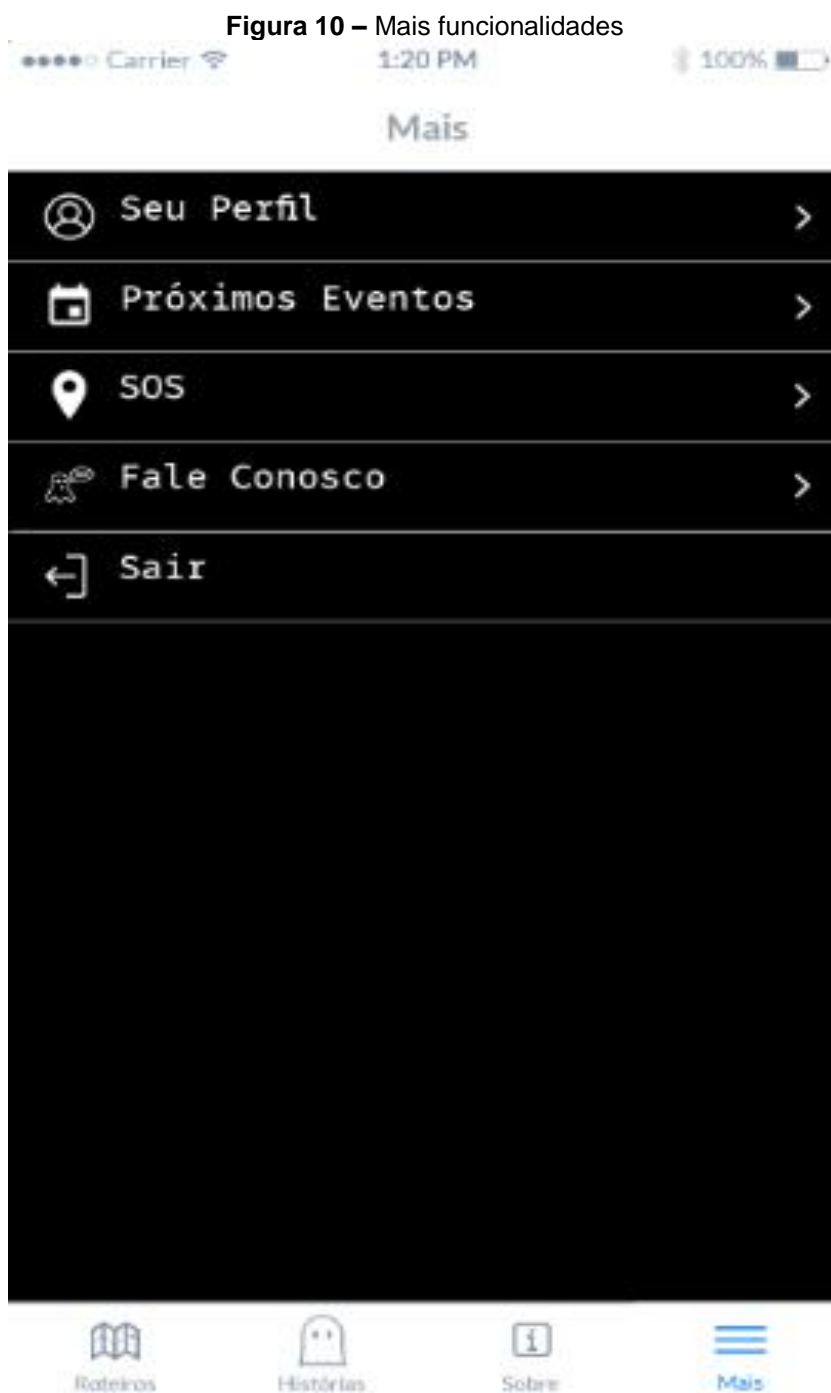 Figura 10 – Mais funcionalidades
Carrier 1:20 PM 100%
Mais
Seu Perfil
Próximos Eventos
SOS
Fale Conosco
Sair
Roteiros Histórias Sobre Mais